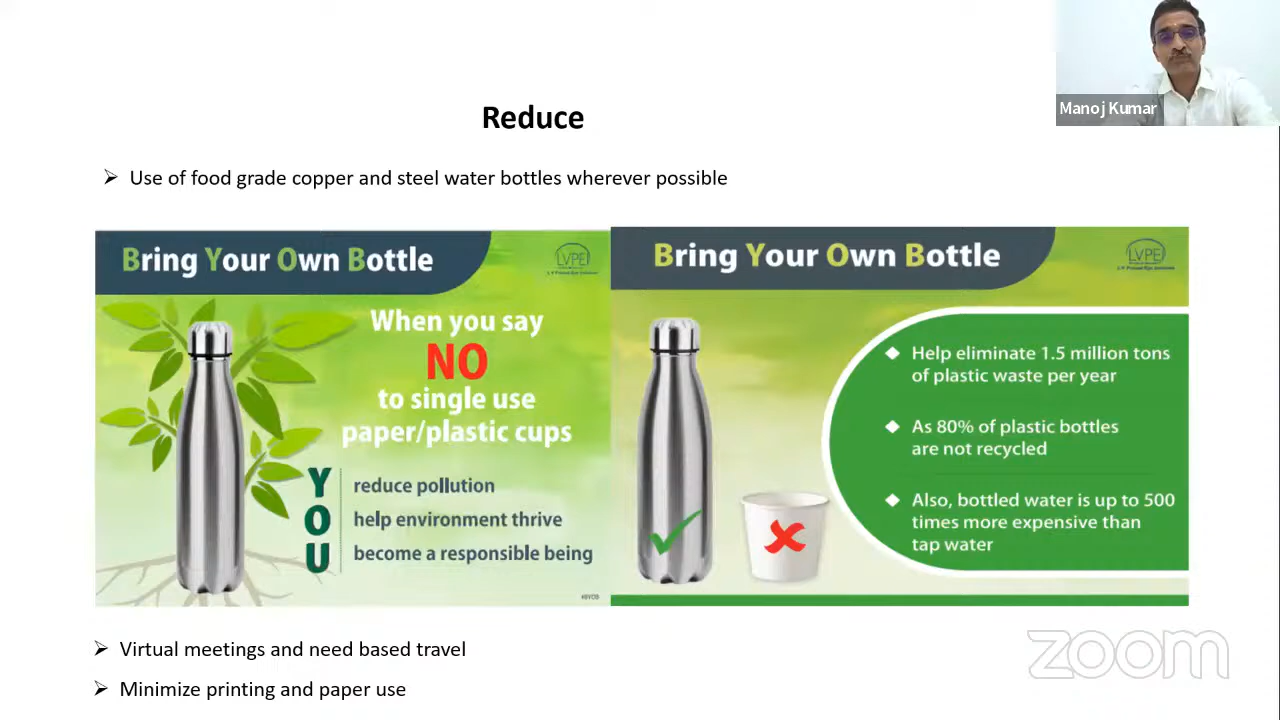 Manoj Kumar
Reduce
➢ Use of food grade copper and steel water bottles wherever possible
Bring Your Own Bottle
LVPE
When you say
NO
to single use
paper/plastic cups
Y
O
U
reduce pollution
help environment thrive
become a responsible being
#BYOB
Bring Your Own Bottle
LVPE
◆ Help eliminate 1.5 million tons
of plastic waste per year
◆ As 80% of plastic bottles
are not recycled
◆ Also, bottled water is up to 500
times more expensive than
tap water
➢ Virtual meetings and need based travel
➢ Minimize printing and paper use
zoom